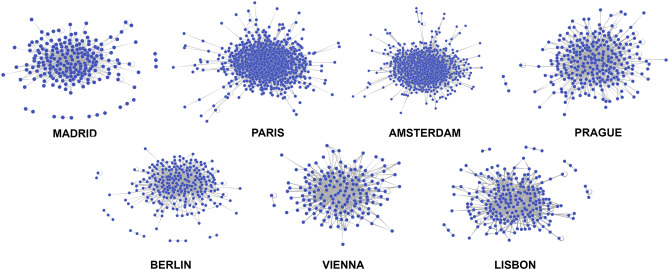 MADRID PARIS AMSTERDAM PRAGUE
BERLIN VIENNA LISBON